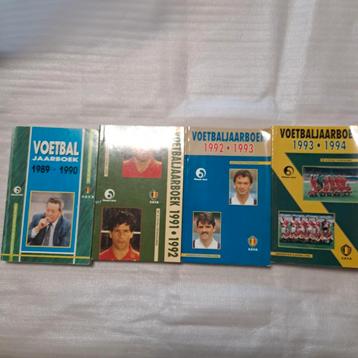 VOETBAL
JAARBOEK
1989 - 1990
VOETBALJAARBOEK 1991 • 1992
VOETBALJAARBOEK
1992 • 1993
VOETBALJAARBOEK
1993 • 1994